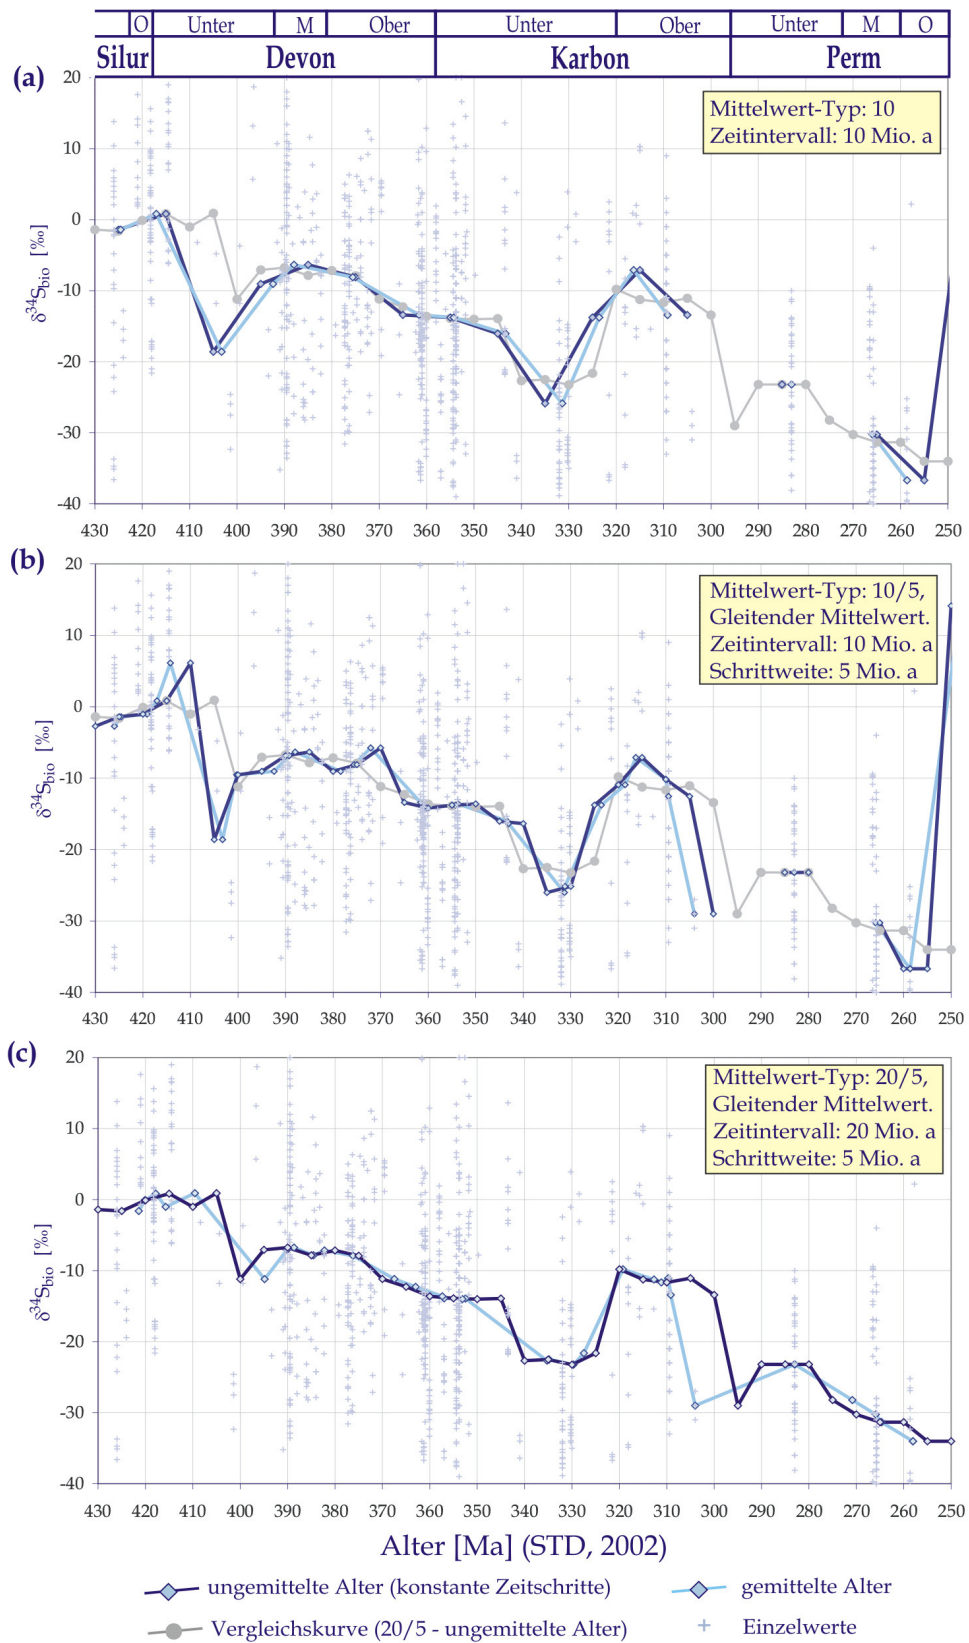 O Unter M Ober Unter Ober Unter M O
Silur Devon Karbon Perm
(a)
Mittelwert-Typ: 10
Zeitintervall: 10 Mio. a
20
10
0
-10
-20
-30
-40
δ³⁴S_bio [‰]
430 420 410 400 390 380 370 360 350 340 330 320 310 300 290 280 270 260 250
(b)
Mittelwert-Typ: 10/5,
Gleitender Mittelwert.
Zeitintervall: 10 Mio. a
Schrittweite: 5 Mio. a
20
10
0
-10
-20
-30
-40
δ³⁴S_bio [‰]
430 420 410 400 390 380 370 360 350 340 330 320 310 300 290 280 270 260 250
(c)
Mittelwert-Typ: 20/5,
Gleitender Mittelwert.
Zeitintervall: 20 Mio. a
Schrittweite: 5 Mio. a
20
10
0
-10
-20
-30
-40
δ³⁴S_bio [‰]
430 420 410 400 390 380 370 360 350 340 330 320 310 300 290 280 270 260 250
Alter [Ma] (STD, 2002)
ungemittelte Alter (konstante Zeitschritte) gemittelte Alter
Vergleichskurve (20/5 - ungemittelte Alter) Einzelwerte